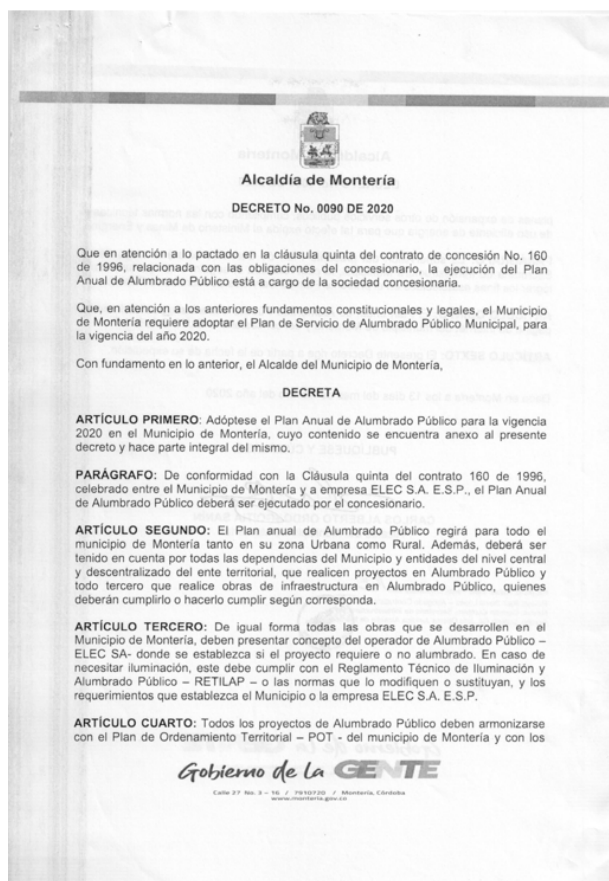 Alcaldía de Montería
DECRETO No. 0090 DE 2020
Que en atención a lo pactado en la cláusula quinta del contrato de concesión No. 160
de 1996, relacionada con las obligaciones del concesionario, la ejecución del Plan
Anual de Alumbrado Público está a cargo de la sociedad concesionaria.
Que, en atención a los anteriores fundamentos constitucionales y legales, el Municipio
de Montería requiere adoptar el Plan de Servicio de Alumbrado Público Municipal, para
la vigencia del año 2020.
Con fundamento en lo anterior, el Alcalde del Municipio de Montería,
DECRETA
ARTÍCULO PRIMERO: Adóptese el Plan Anual de Alumbrado Público para la vigencia
2020 en el Municipio de Montería, cuyo contenido se encuentra anexo al presente
decreto y hace parte integral del mismo.
PARÁGRAFO: De conformidad con la Cláusula quinta del contrato 160 de 1996,
celebrado entre el Municipio de Montería y a empresa ELEC S.A. E.S.P., el Plan Anual
de Alumbrado Público deberá ser ejecutado por el concesionario.
ARTÍCULO SEGUNDO: El Plan anual de Alumbrado Público regirá para todo el
municipio de Montería tanto en su zona Urbana como Rural. Además, deberá ser
tenido en cuenta por todas las dependencias del Municipio y entidades del nivel central
y descentralizado del ente territorial, que realicen proyectos en Alumbrado Público y
todo tercero que realice obras de infraestructura en Alumbrado Público, quienes
deberán cumplirlo o hacerlo cumplir según corresponda.
ARTÍCULO TERCERO: De igual forma todas las obras que se desarrollen en el
Municipio de Montería, deben presentar concepto del operador de Alumbrado Público –
ELEC SA- donde se establezca si el proyecto requiere o no alumbrado. En caso de
necesitar iluminación, este debe cumplir con el Reglamento Técnico de Iluminación y
Alumbrado Público – RETILAP – o las normas que lo modifiquen o sustituyan, y los
requerimientos que establezca el Municipio o la empresa ELEC S.A. E.S.P.
ARTÍCULO CUARTO: Todos los proyectos de Alumbrado Público deben armonizarse
con el Plan de Ordenamiento Territorial – POT - del municipio de Montería y con los
Gobierno de la GENTE
Calle 27 No. 3 – 16 / 7910720 / Montería, Córdoba
www.monteria.gov.co